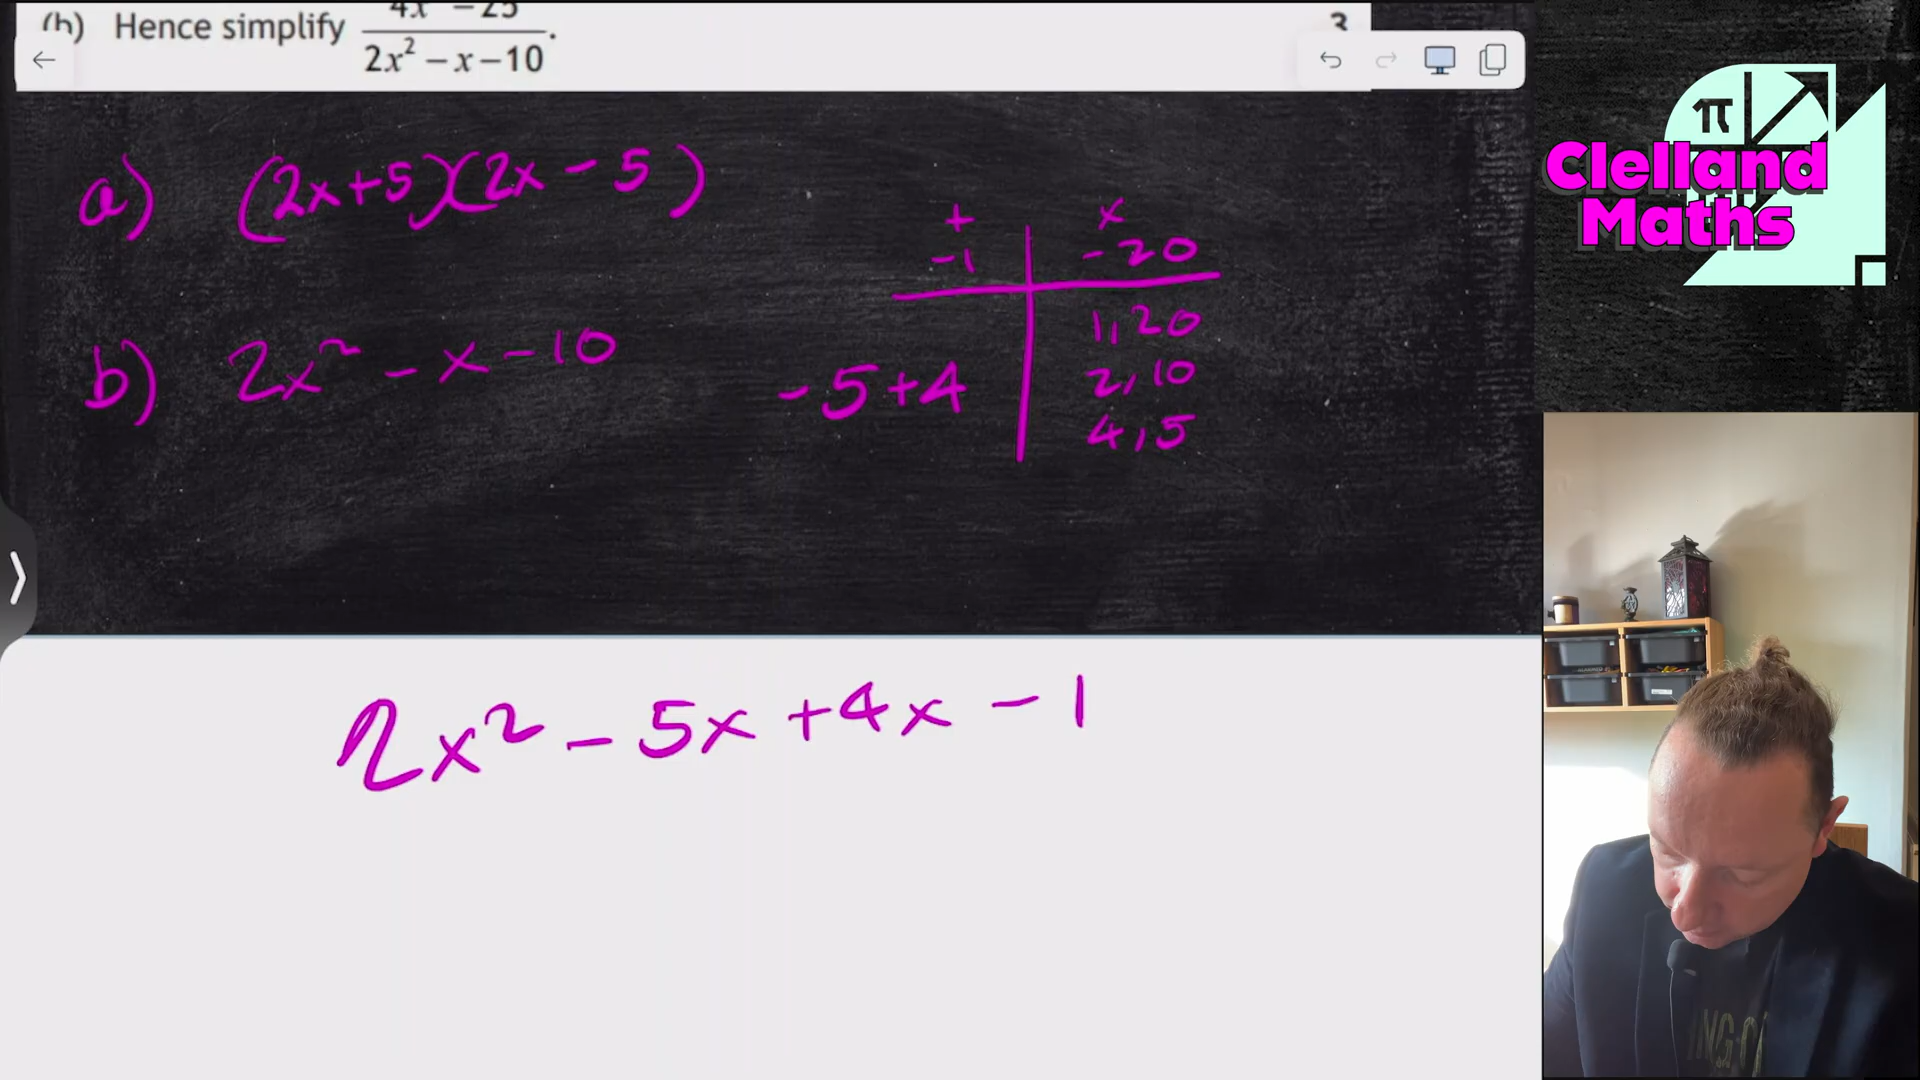 (b) Hence simplify 4x² − 25 / 2x² − x − 10 . 3
a) (2x+5)(2x − 5)
+ x
-1 -20
1,20
b) 2x² − x − 10
-5+4 2,10
4,5
2x² − 5x + 4x − 1
π
Clelland
Maths